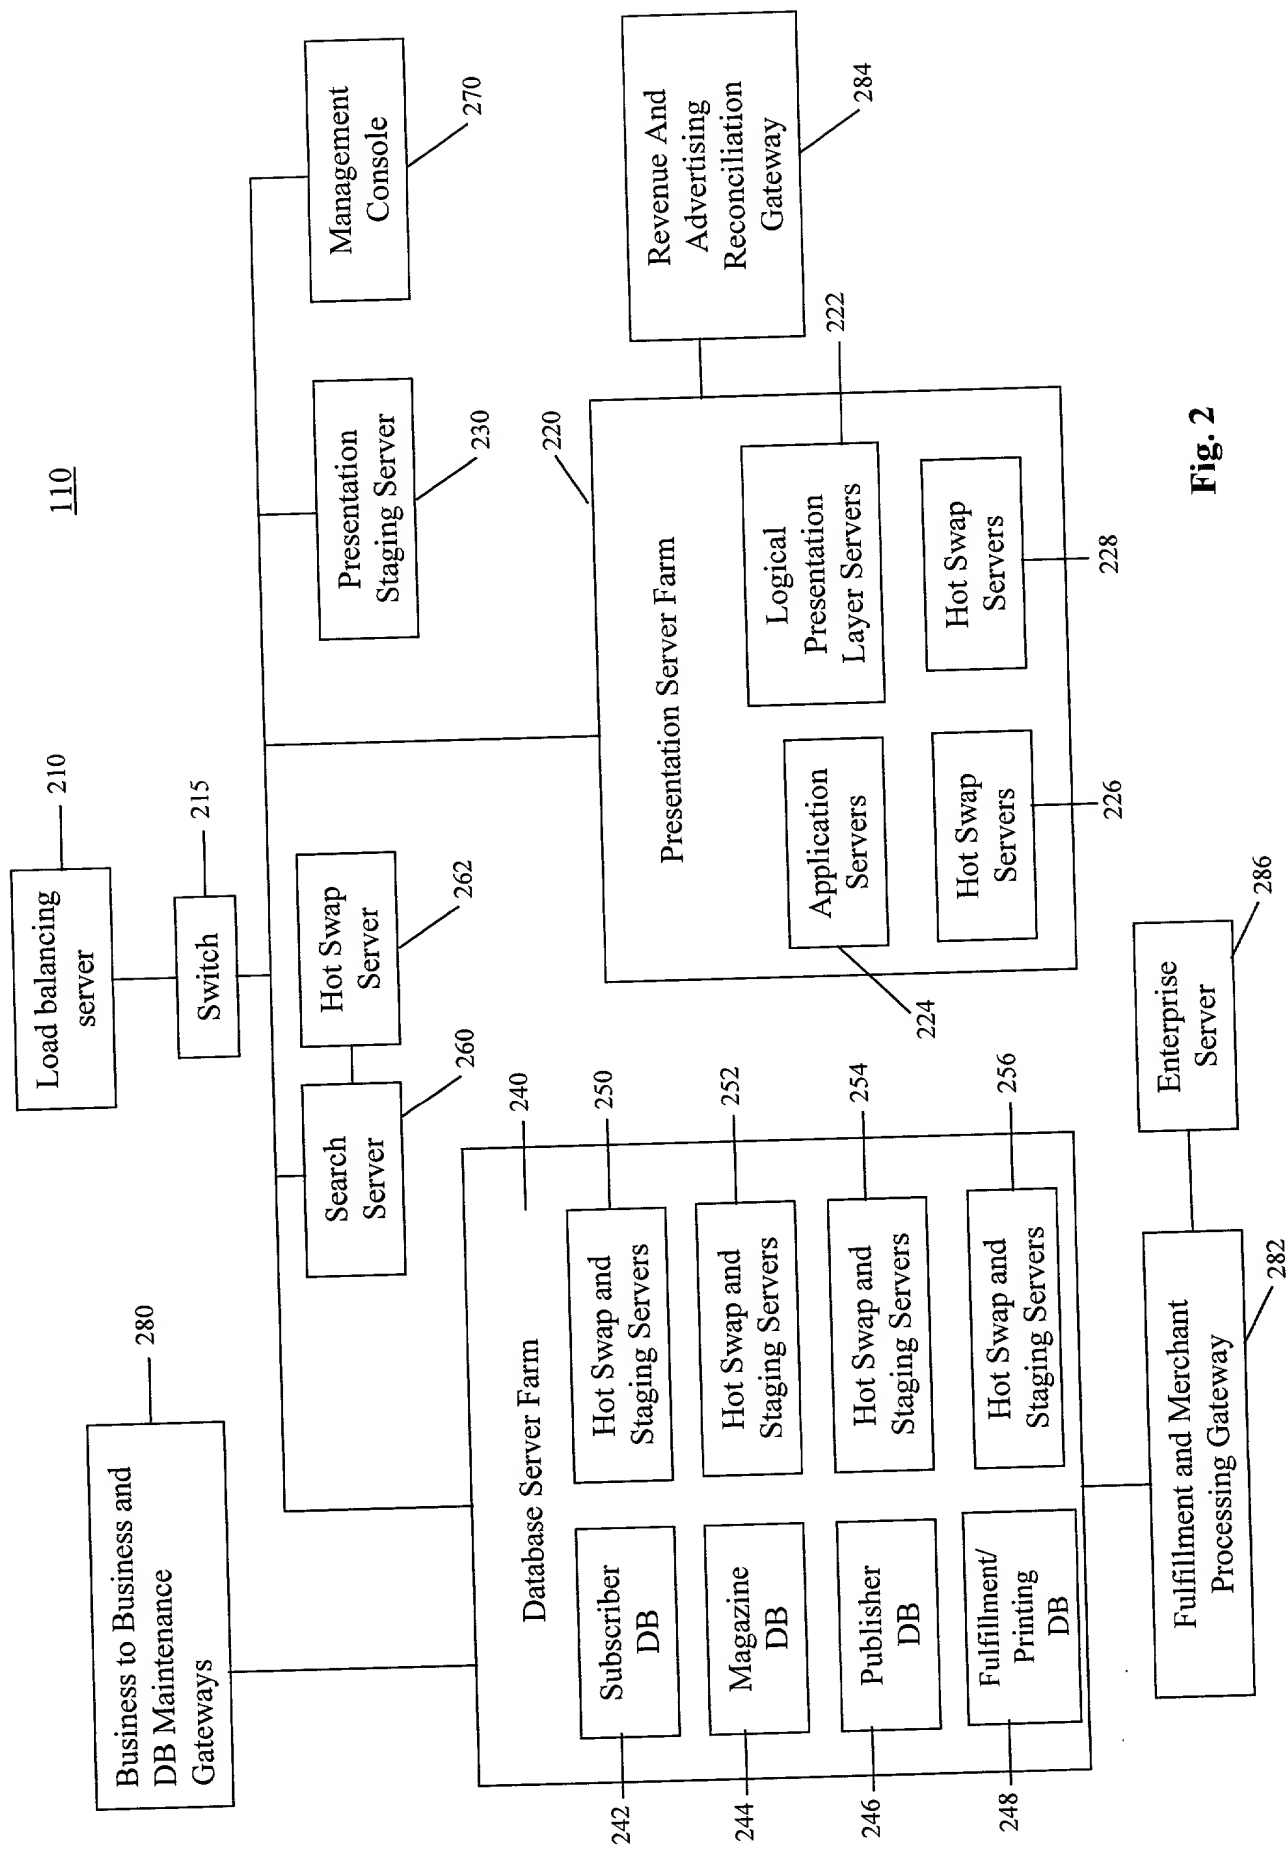 110
Load balancing
server
210
Switch
215
Business to Business and
DB Maintenance
Gateways
280
Search
Server
260
Hot Swap
Server
262
Presentation
Staging Server
230
Management
Console
270
Database Server Farm
240
Subscriber
DB
242
Hot Swap and
Staging Servers
250
Magazine
DB
244
Hot Swap and
Staging Servers
252
Publisher
DB
246
Hot Swap and
Staging Servers
254
Fulfillment/
Printing
DB
248
Hot Swap and
Staging Servers
256
Presentation Server Farm
220
Application
Servers
224
Logical
Presentation
Layer Servers
222
Hot Swap
Servers
226
Hot Swap
Servers
228
Revenue And
Advertising
Reconciliation
Gateway
284
Fulfillment and Merchant
Processing Gateway
282
Enterprise
Server
286
Fig. 2